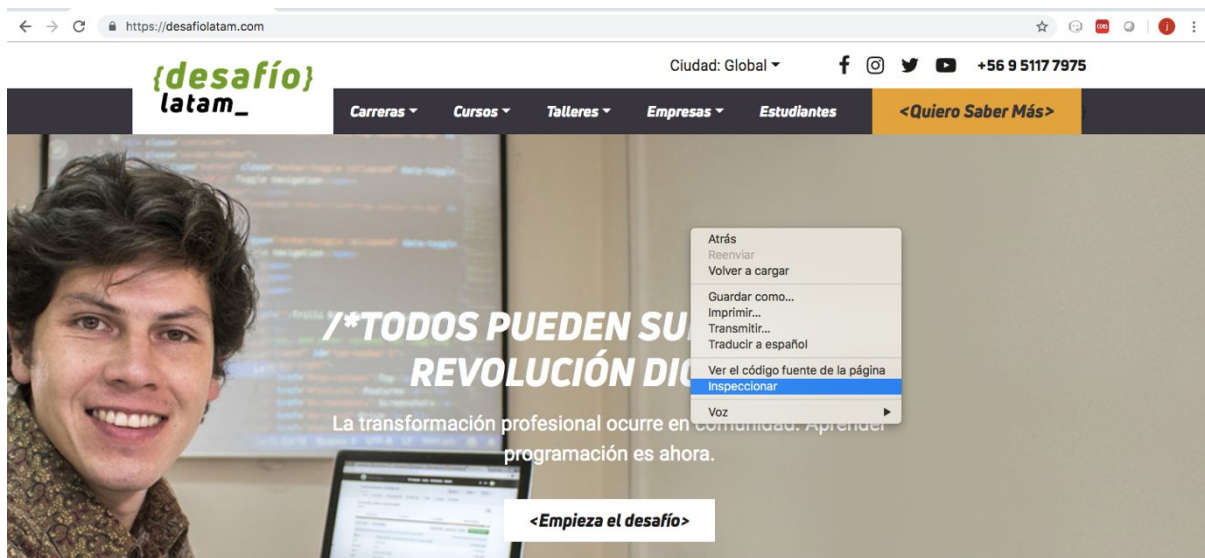 https://desafiolatam.com
{desafío}
latam_
Ciudad: Global
+56 9 5117 7975
Carreras
Cursos
Talleres
Empresas
Estudiantes
<Quiero Saber Más>
Atrás
Reenviar
Volver a cargar
Guardar como...
Imprimir...
Transmitir...
Traducir a español
Ver el código fuente de la página
Inspeccionar
Voz
/*TODOS PUEDEN
REVOLUCIÓN
La transformación profesional ocurre en comunidad. Aprender
programación es ahora.
<Empieza el desafío>